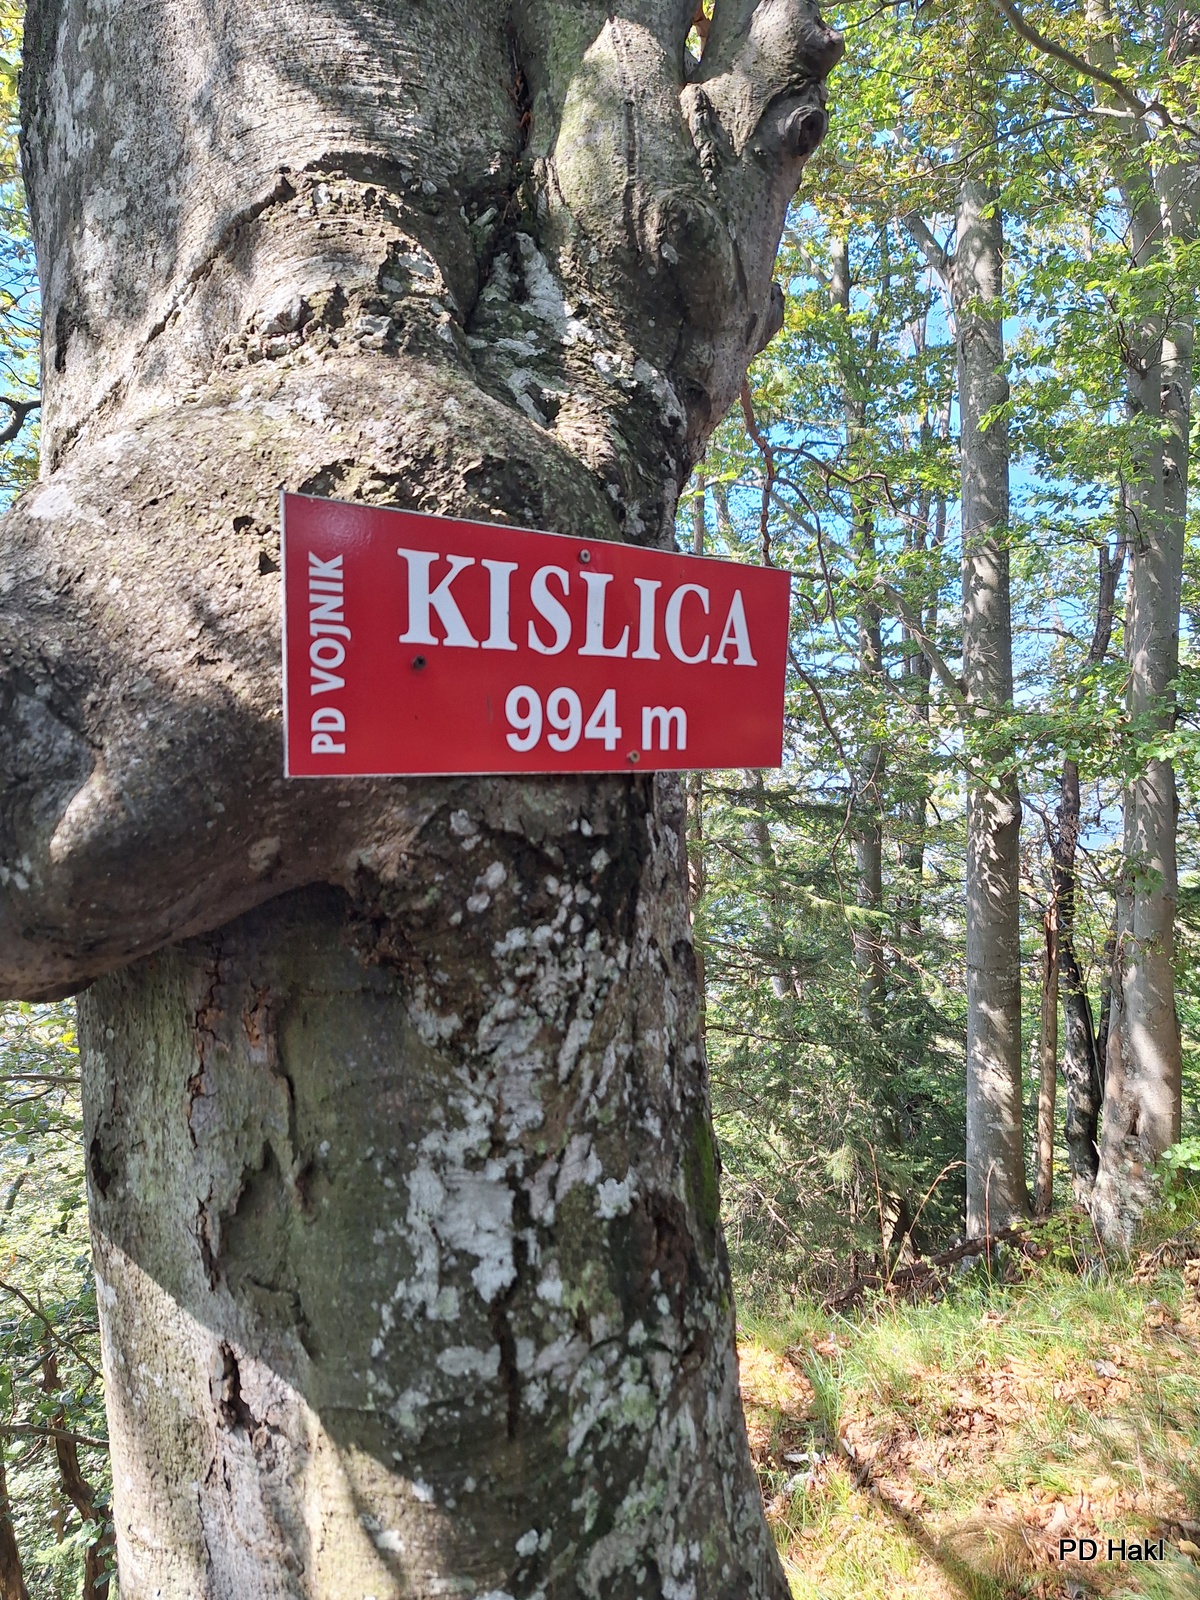 PD VOJNIK
KISLICA
994 m
PD Hakl